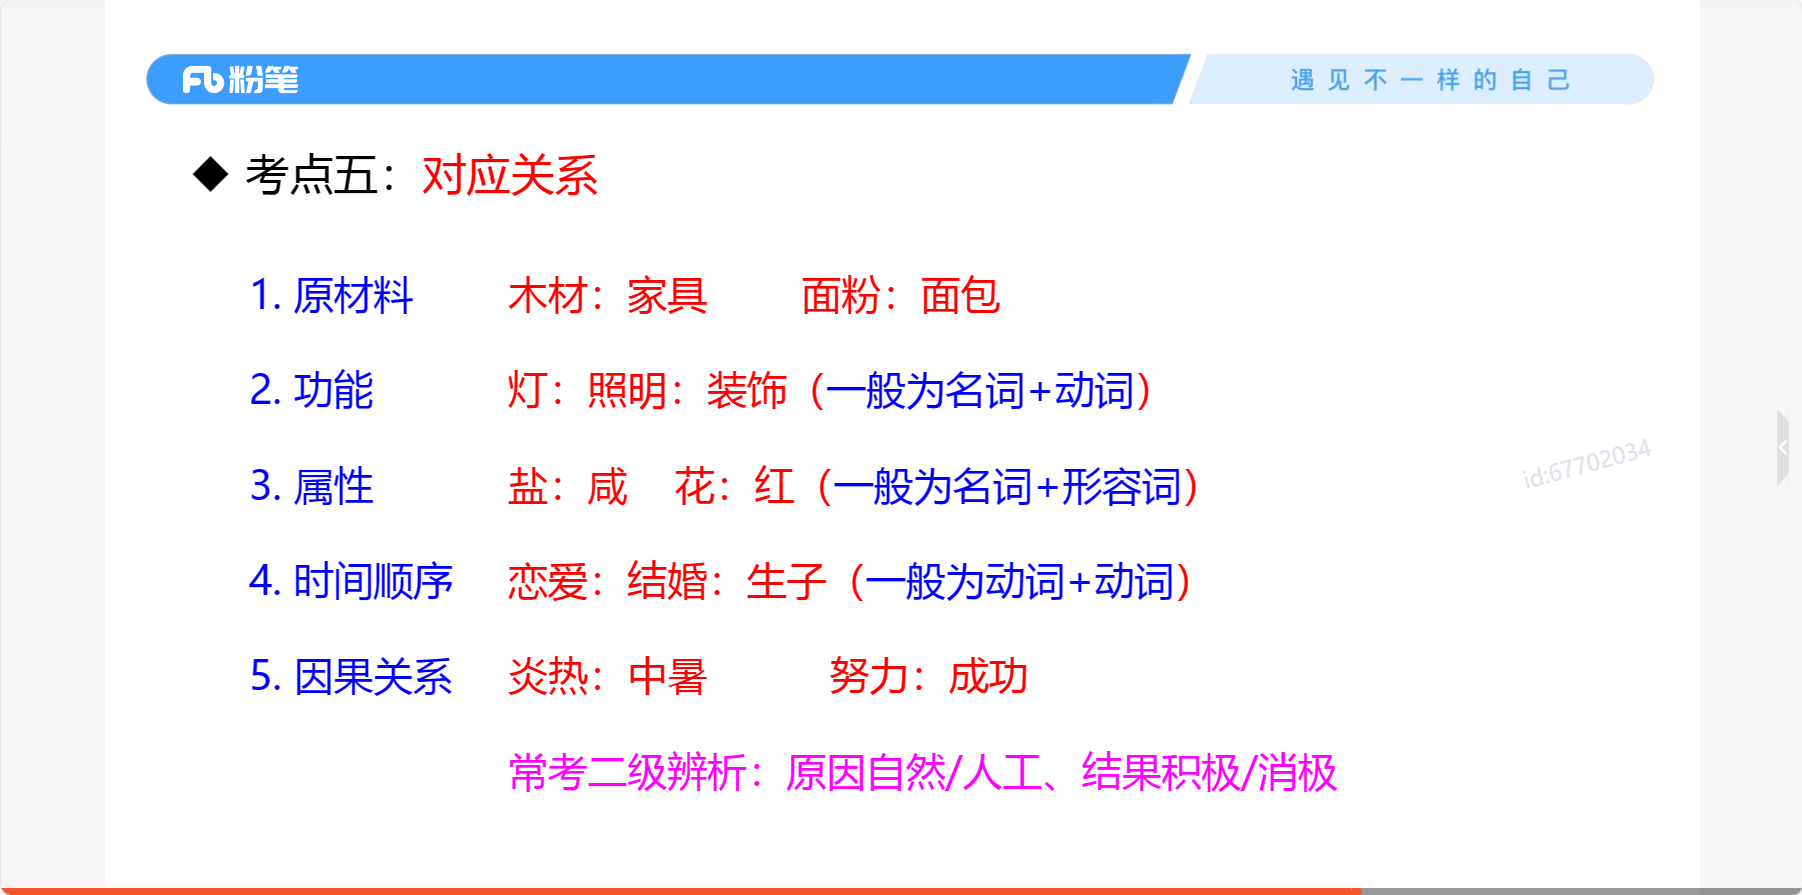 Fb粉笔
遇见不一样的自己
◆ 考点五：对应关系
1. 原材料 木材：家具 面粉：面包
2. 功能 灯：照明：装饰（一般为名词+动词）
3. 属性 盐：咸 花：红（一般为名词+形容词）
id:67702034
4. 时间顺序 恋爱：结婚：生子（一般为动词+动词）
5. 因果关系 炎热：中暑 努力：成功
常考二级辨析：原因自然/人工、结果积极/消极